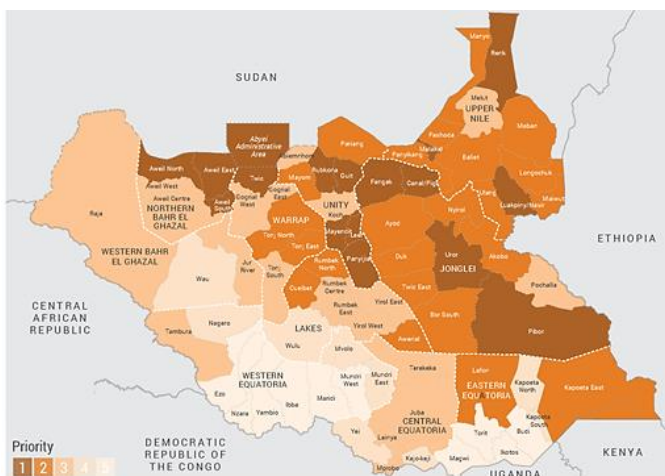 Manyo
Renk
SUDAN
Melut
UPPER
NILE
Maban
Abyei
Administrative
Area
Pariang
Fashoda
Malakal
Panyikang
Baliet
Longochuk
Aweil North
Aweil East
Twic
Abiemnhom
Mayom
Rubkona
Guit
Fangak
Canal/Pigi
Luakpiny/Nasir
Maiwut
Ulang
Aweil West
Aweil Centre
Aweil
South
NORTHERN
BAHR EL
GHAZAL
Gogrial
West
Gogrial
East
UNITY
Koch
Nyirol
Raja
WARRAP
Tonj North
Mayendit
Leer
Ayod
ETHIOPIA
WESTERN BAHR
EL GHAZAL
Tonj East
Panyijiar
Uror
Akobo
Jur
River
Tonj
South
Rumbek
North
Duk
JONGLEI
Wau
Cueibet
Rumbek
Centre
Pochalla
CENTRAL
AFRICAN
REPUBLIC
Rumbek
East
Yirol East
Twic East
Nagero
Bor South
Pibor
Tambura
LAKES
Yirol West
Wulu
Mvolo
Awerial
WESTERN
EQUATORIA
Mundri
West
Mundri
East
Terekeka
Lafon
EASTERN
EQUATORIA
Kapoeta
North
Kapoeta East
Ezo
Ibba
Maridi
Juba
CENTRAL
EQUATORIA
Kapoeta
South
Nzara
Yambio
Yei
Lainya
Torit
Budi
Priority
1 2 3 4 5
DEMOCRATIC
REPUBLIC OF
THE CONGO
Kajo-keji
Morobo
Magwi
Ikotos
KENYA
UGANDA